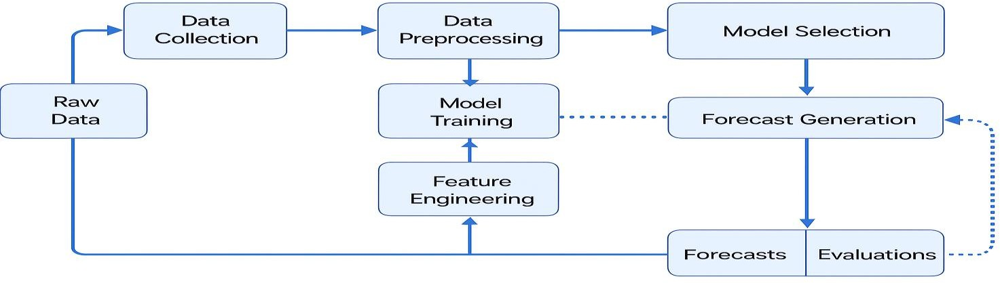 Data
Collection
Data
Preprocessing
Model Selection
Raw
Data
Model
Training
Forecast Generation
Feature
Engineering
Forecasts
Evaluations